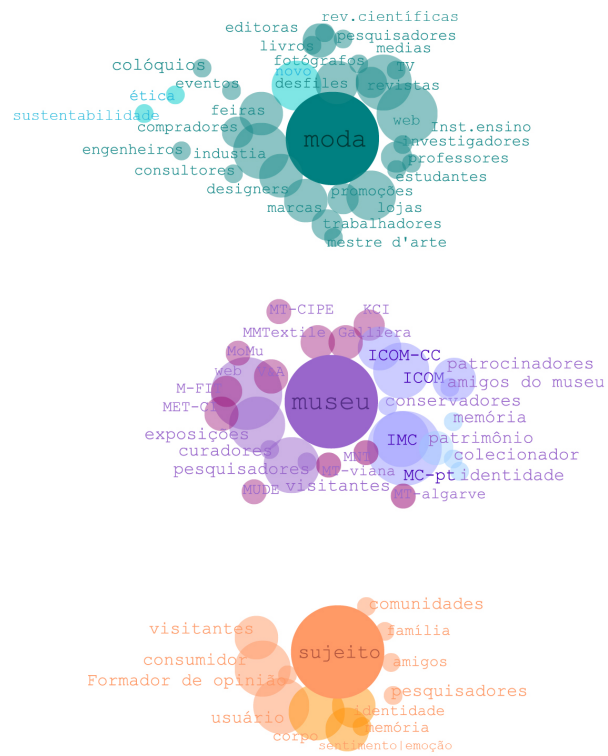 rev.científicas
editoras
pesquisadores
livros
medias
fotógrafos
TV
colóquios
novo
eventos
desfiles
revistas
ética
sustentabilidade
feiras
web
compradores
Inst.ensino
moda
investigadores
engenheiros
industia
professores
consultores
estudantes
designers
promoções
marcas
lojas
trabalhadores
mestre d'arte
MT-CIPE
KCI
MMTextile
Galliera
MoMu
ICOM-CC
web
V&A
patrocinadores
ICOM
M-FIT
amigos do museu
museu
conservadores
MET-CI
memória
exposições
IMC
patrimônio
curadores
MNT
colecionador
pesquisadores
MT-viana
MC-pt
identidade
visitantes
MUDE
MT-algarve
comunidades
visitantes
família
sujeito
consumidor
amigos
Formador de opinião
pesquisadores
identidade
usuário
memória
corpo
sentimento|emoção